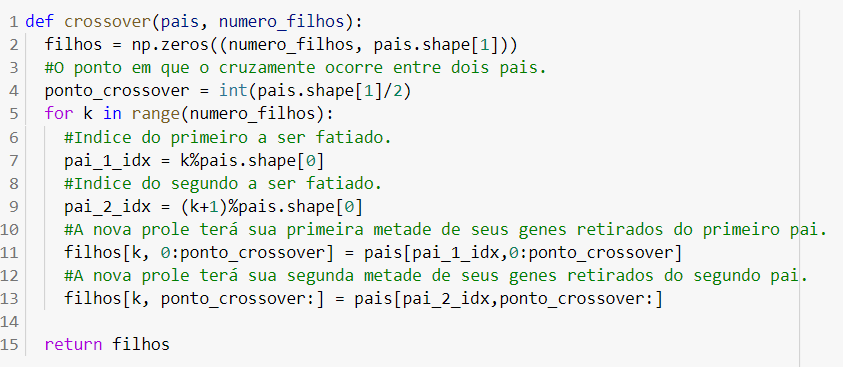 1 def crossover(pais, numero_filhos):
2 filhos = np.zeros((numero_filhos, pais.shape[1]))
3 #O ponto em que o cruzamente ocorre entre dois pais.
4 ponto_crossover = int(pais.shape[1]/2)
5 for k in range(numero_filhos):
6 #Indice do primeiro a ser fatiado.
7 pai_1_idx = k%pais.shape[0]
8 #Indice do segundo a ser fatiado.
9 pai_2_idx = (k+1)%pais.shape[0]
10 #A nova prole terá sua primeira metade de seus genes retirados do primeiro pai.
11 filhos[k, 0:ponto_crossover] = pais[pai_1_idx,0:ponto_crossover]
12 #A nova prole terá sua segunda metade de seus genes retirados do segundo pai.
13 filhos[k, ponto_crossover:] = pais[pai_2_idx,ponto_crossover:]
14
15 return filhos